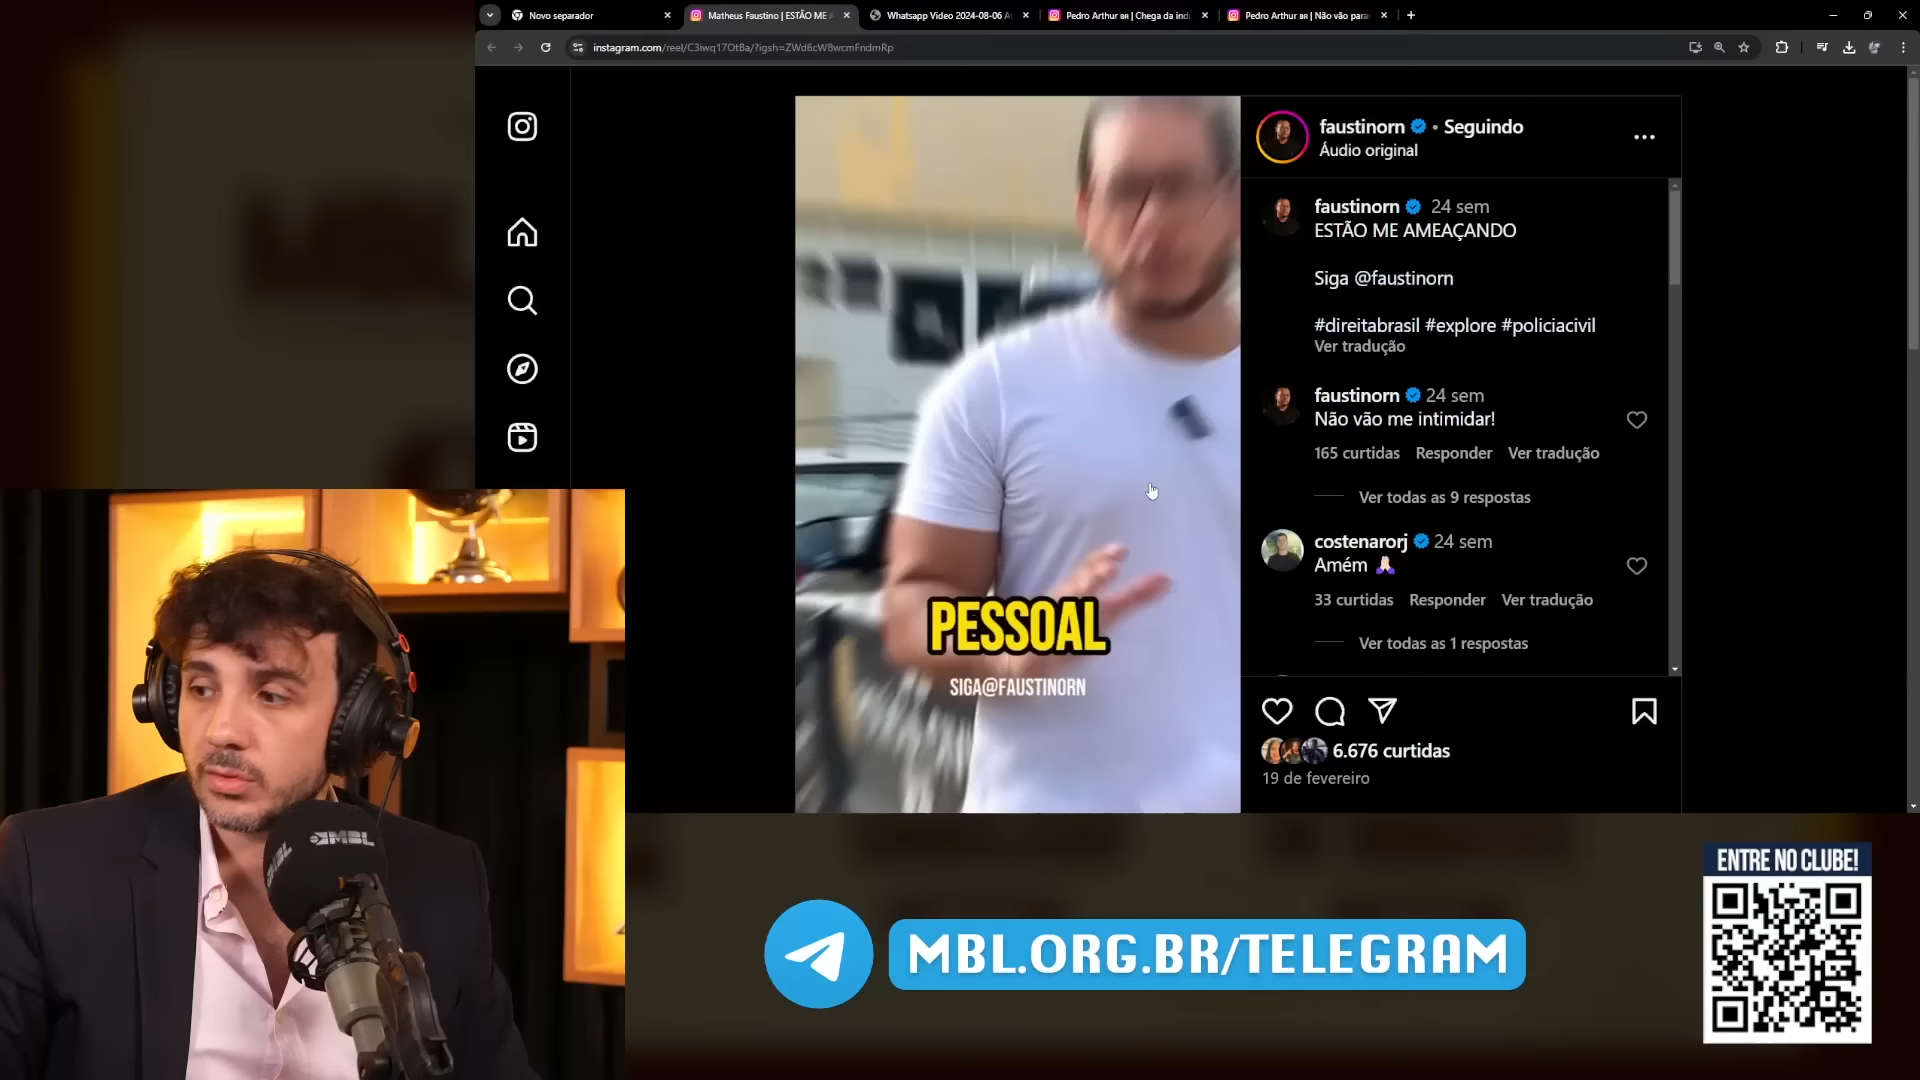 Novo separador
Matheus Faustino | ESTÃO ME A
Whatsapp Video 2024-08-06 A
Pedro Arthur BR | Chega da ind
Pedro Arthur BR | Não vão para
instagram.com/reel/C3iwq17OtBa/?igsh=ZWd6cW8wcmFndmRp
faustinorn • Seguindo
Áudio original
faustinorn 24 sem
ESTÃO ME AMEAÇANDO
Siga @faustinorn
#direitabrasil #explore #policiacivil
Ver tradução
faustinorn 24 sem
Não vão me intimidar!
165 curtidas Responder Ver tradução
Ver todas as 9 respostas
costenarorj 24 sem
Amém 🙏🏻
33 curtidas Responder Ver tradução
Ver todas as 1 respostas
6.676 curtidas
19 de fevereiro
PESSOAL
SIGA@FAUSTINORN
MBL
MBL
MBL.ORG.BR/TELEGRAM
ENTRE NO CLUBE!